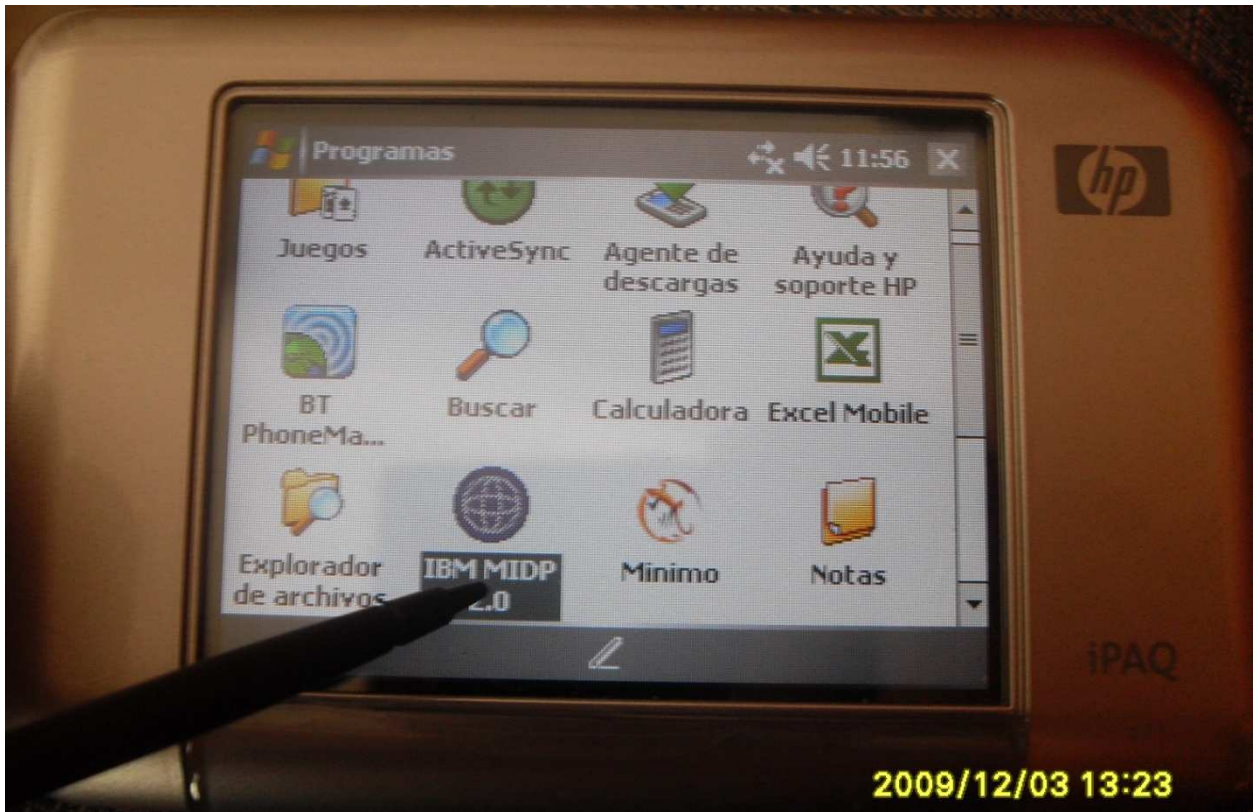 Programas
11:56
hp
Juegos
ActiveSync
Agente de
descargas
Ayuda y
soporte HP
BT
PhoneMa...
Buscar
Calculadora
Excel Mobile
Explorador
de archivos
IBM MIDP
2.0
Minimo
Notas
iPAQ
2009/12/03 13:23